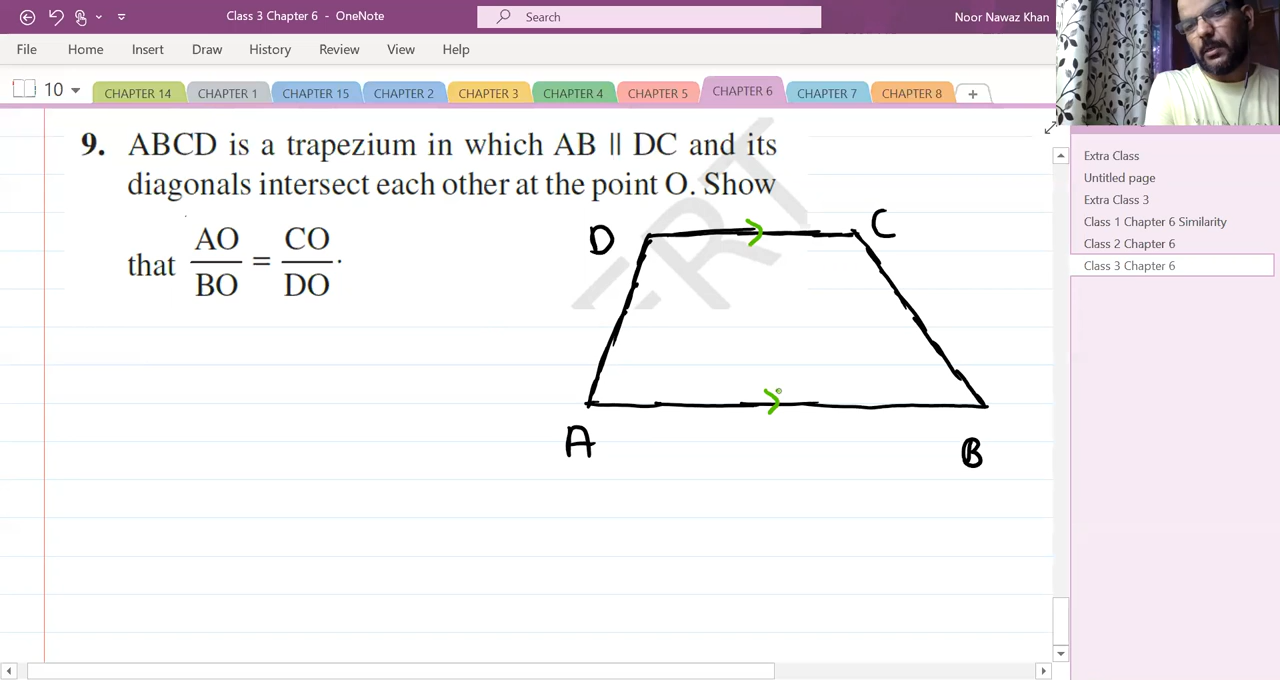 Class 3 Chapter 6 - OneNote
Search
Noor Nawaz Khan
File Home Insert Draw History Review View Help
10 CHAPTER 14 CHAPTER 1 CHAPTER 15 CHAPTER 2 CHAPTER 3 CHAPTER 4 CHAPTER 5 CHAPTER 6 CHAPTER 7 CHAPTER 8 +
9. ABCD is a trapezium in which AB || DC and its
diagonals intersect each other at the point O. Show
that AO/BO = CO/DO.
D C
A B
ERT
Extra Class
Untitled page
Extra Class 3
Class 1 Chapter 6 Similarity
Class 2 Chapter 6
Class 3 Chapter 6